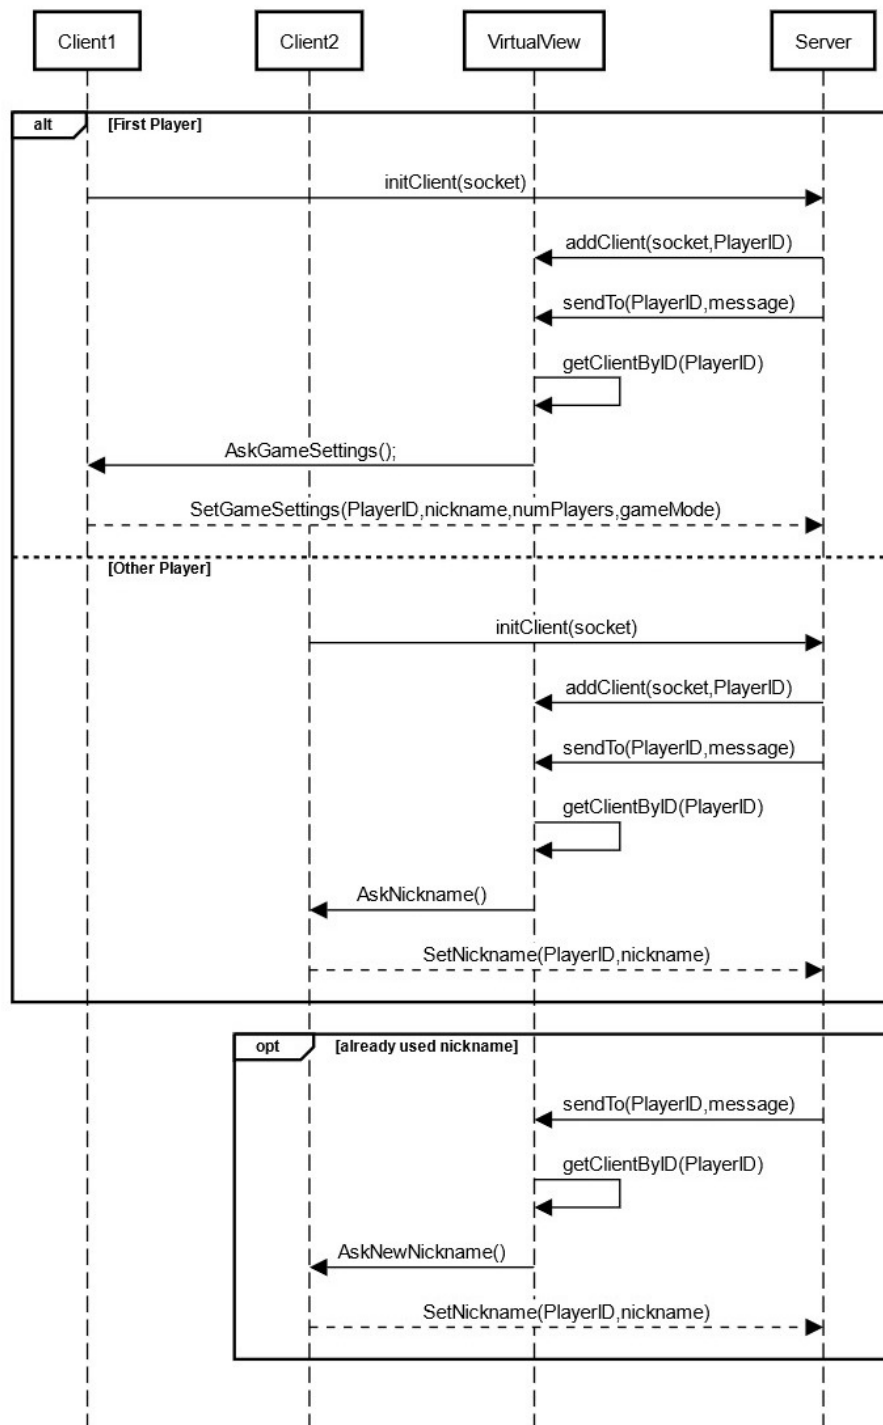 Client1
Client2
VirtualView
Server
alt
[First Player]
initClient(socket)
addClient(socket,PlayerID)
sendTo(PlayerID,message)
getClientByID(PlayerID)
AskGameSettings();
SetGameSettings(PlayerID,nickname,numPlayers,gameMode)
[Other Player]
initClient(socket)
addClient(socket,PlayerID)
sendTo(PlayerID,message)
getClientByID(PlayerID)
AskNickname()
SetNickname(PlayerID,nickname)
opt
[already used nickname]
sendTo(PlayerID,message)
getClientByID(PlayerID)
AskNewNickname()
SetNickname(PlayerID,nickname)